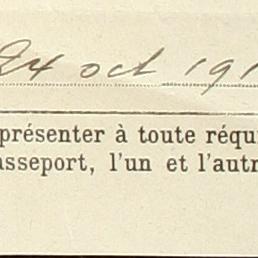 24 oct 191
présenter à toute réqu
asseport, l'un et l'autr